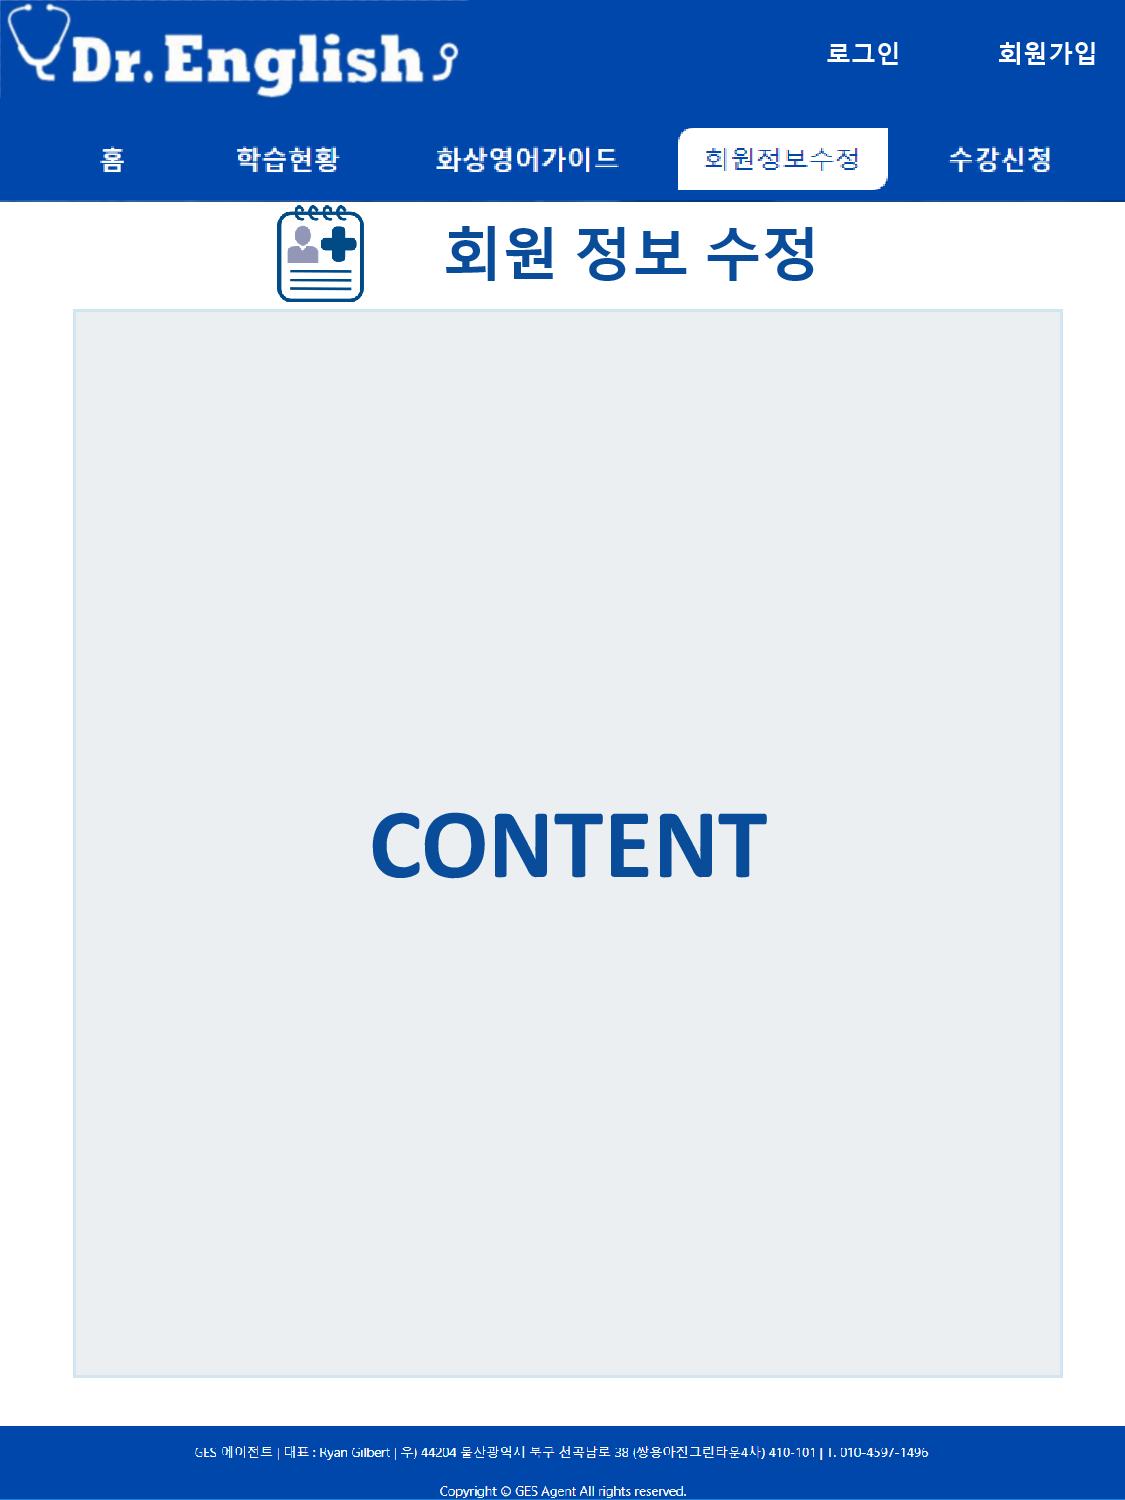 Dr. English
로그인 회원가입
홈 학습현황 화상영어가이드 회원정보수정 수강신청
회원 정보 수정
CONTENT
GES 에이전트 | 대표 : Ryan Gilbert | 우) 44204 울산광역시 북구 천곡남로 38 (쌍용아진그린타운4차) 410-101 | T. 010-4597-1496
Copyright © GES Agent All rights reserved.